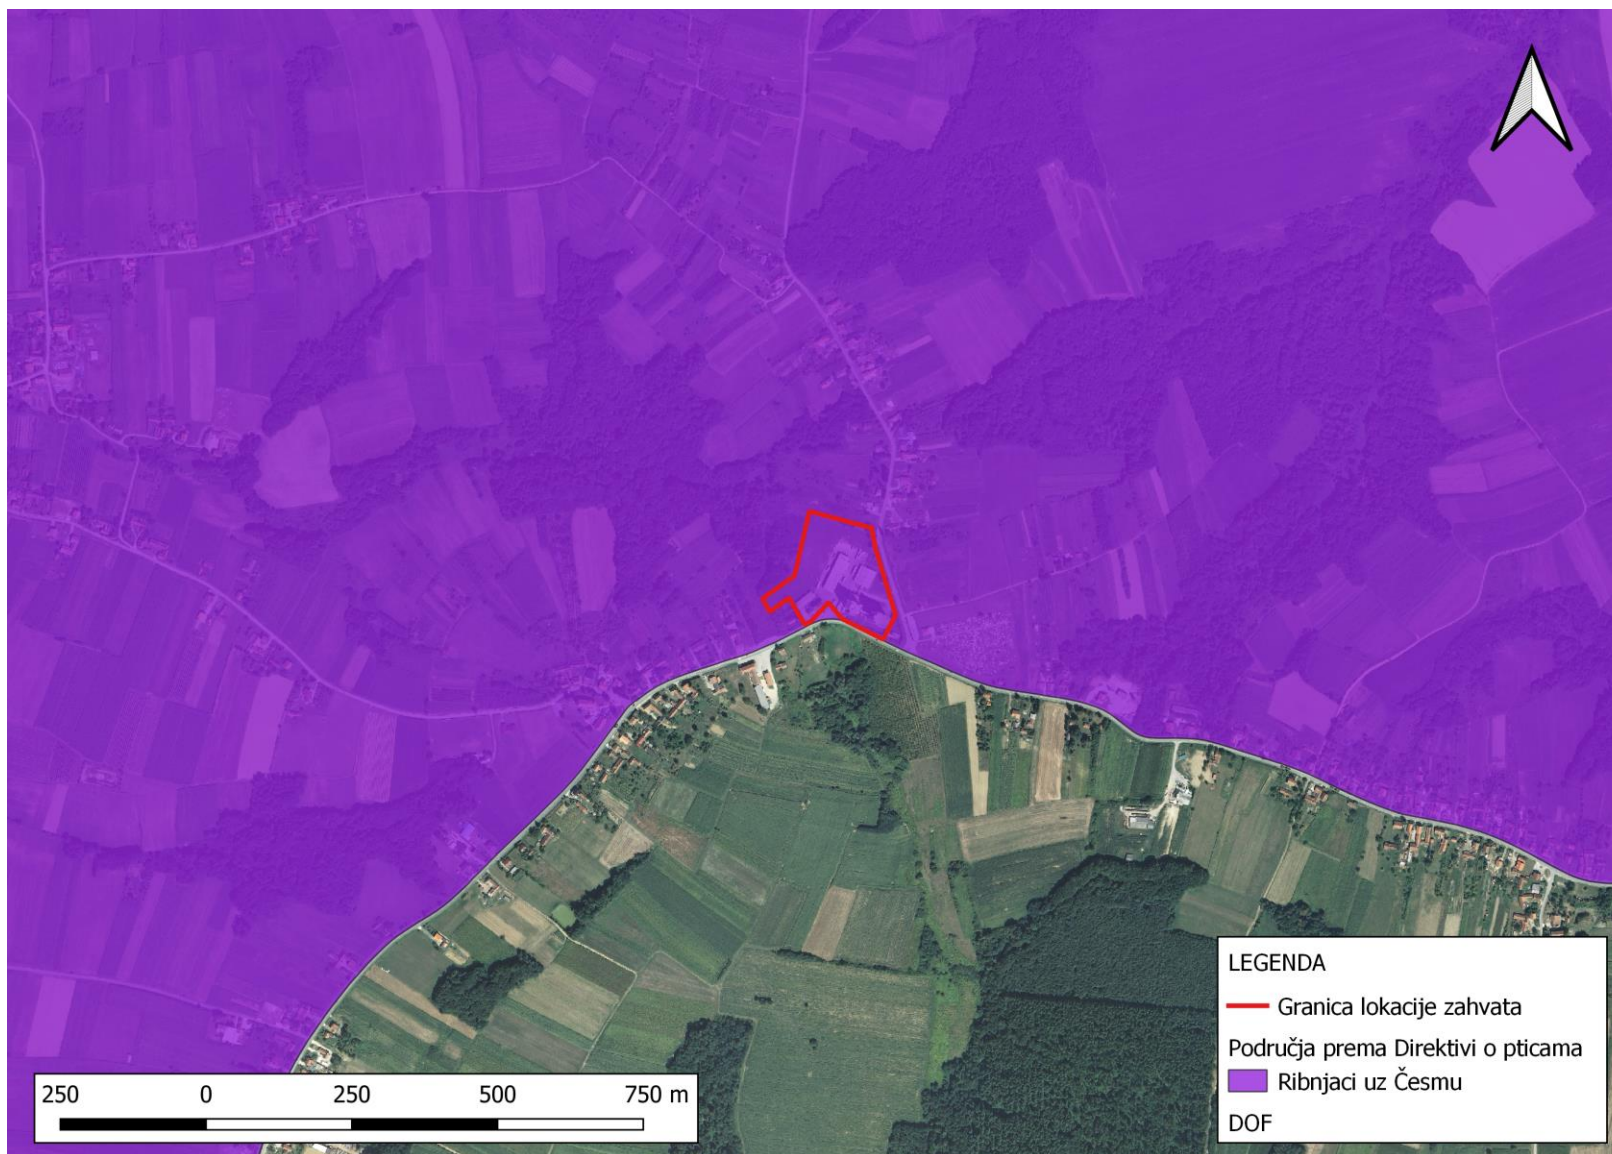 250 0 250 500 750 m
LEGENDA
Granica lokacije zahvata
Područja prema Direktivi o pticama
Ribnjaci uz Česmu
DOF